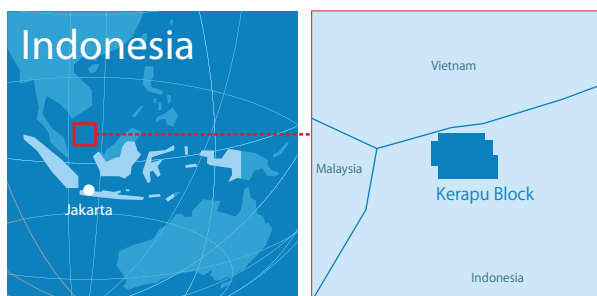 Indonesia
Jakarta
Vietnam
Malaysia
Kerapu Block
Indonesia